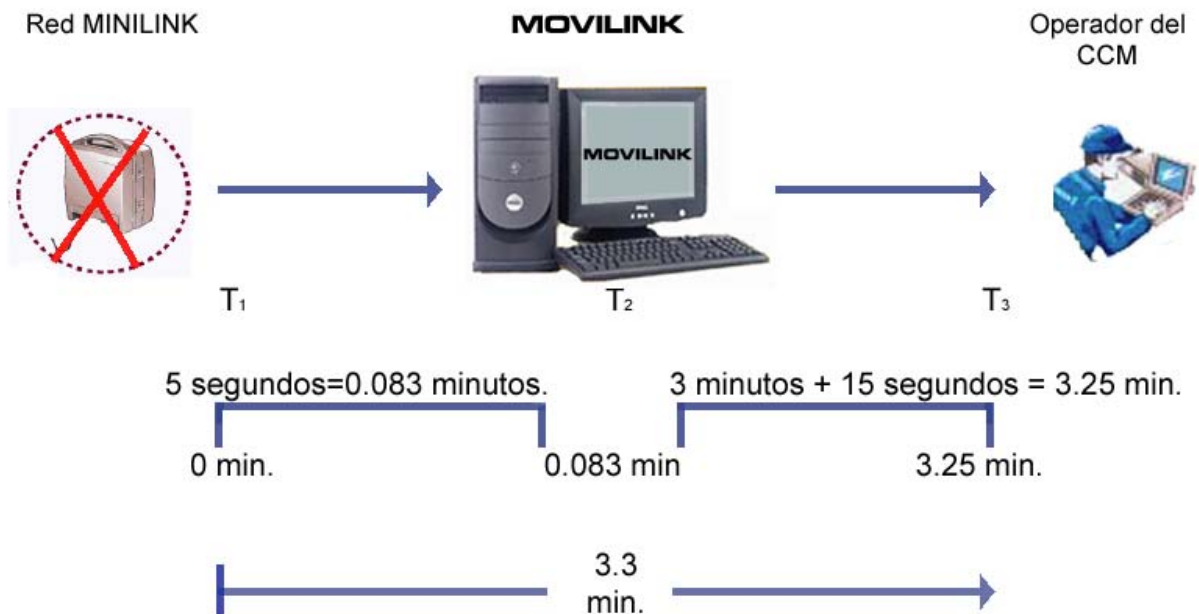 Red MINILINK
MOVILINK
Operador del
CCM
MOVILINK
DELL
T1
T2
T3
5 segundos=0.083 minutos.
3 minutos + 15 segundos = 3.25 min.
0 min.
0.083 min
3.25 min.
3.3
min.